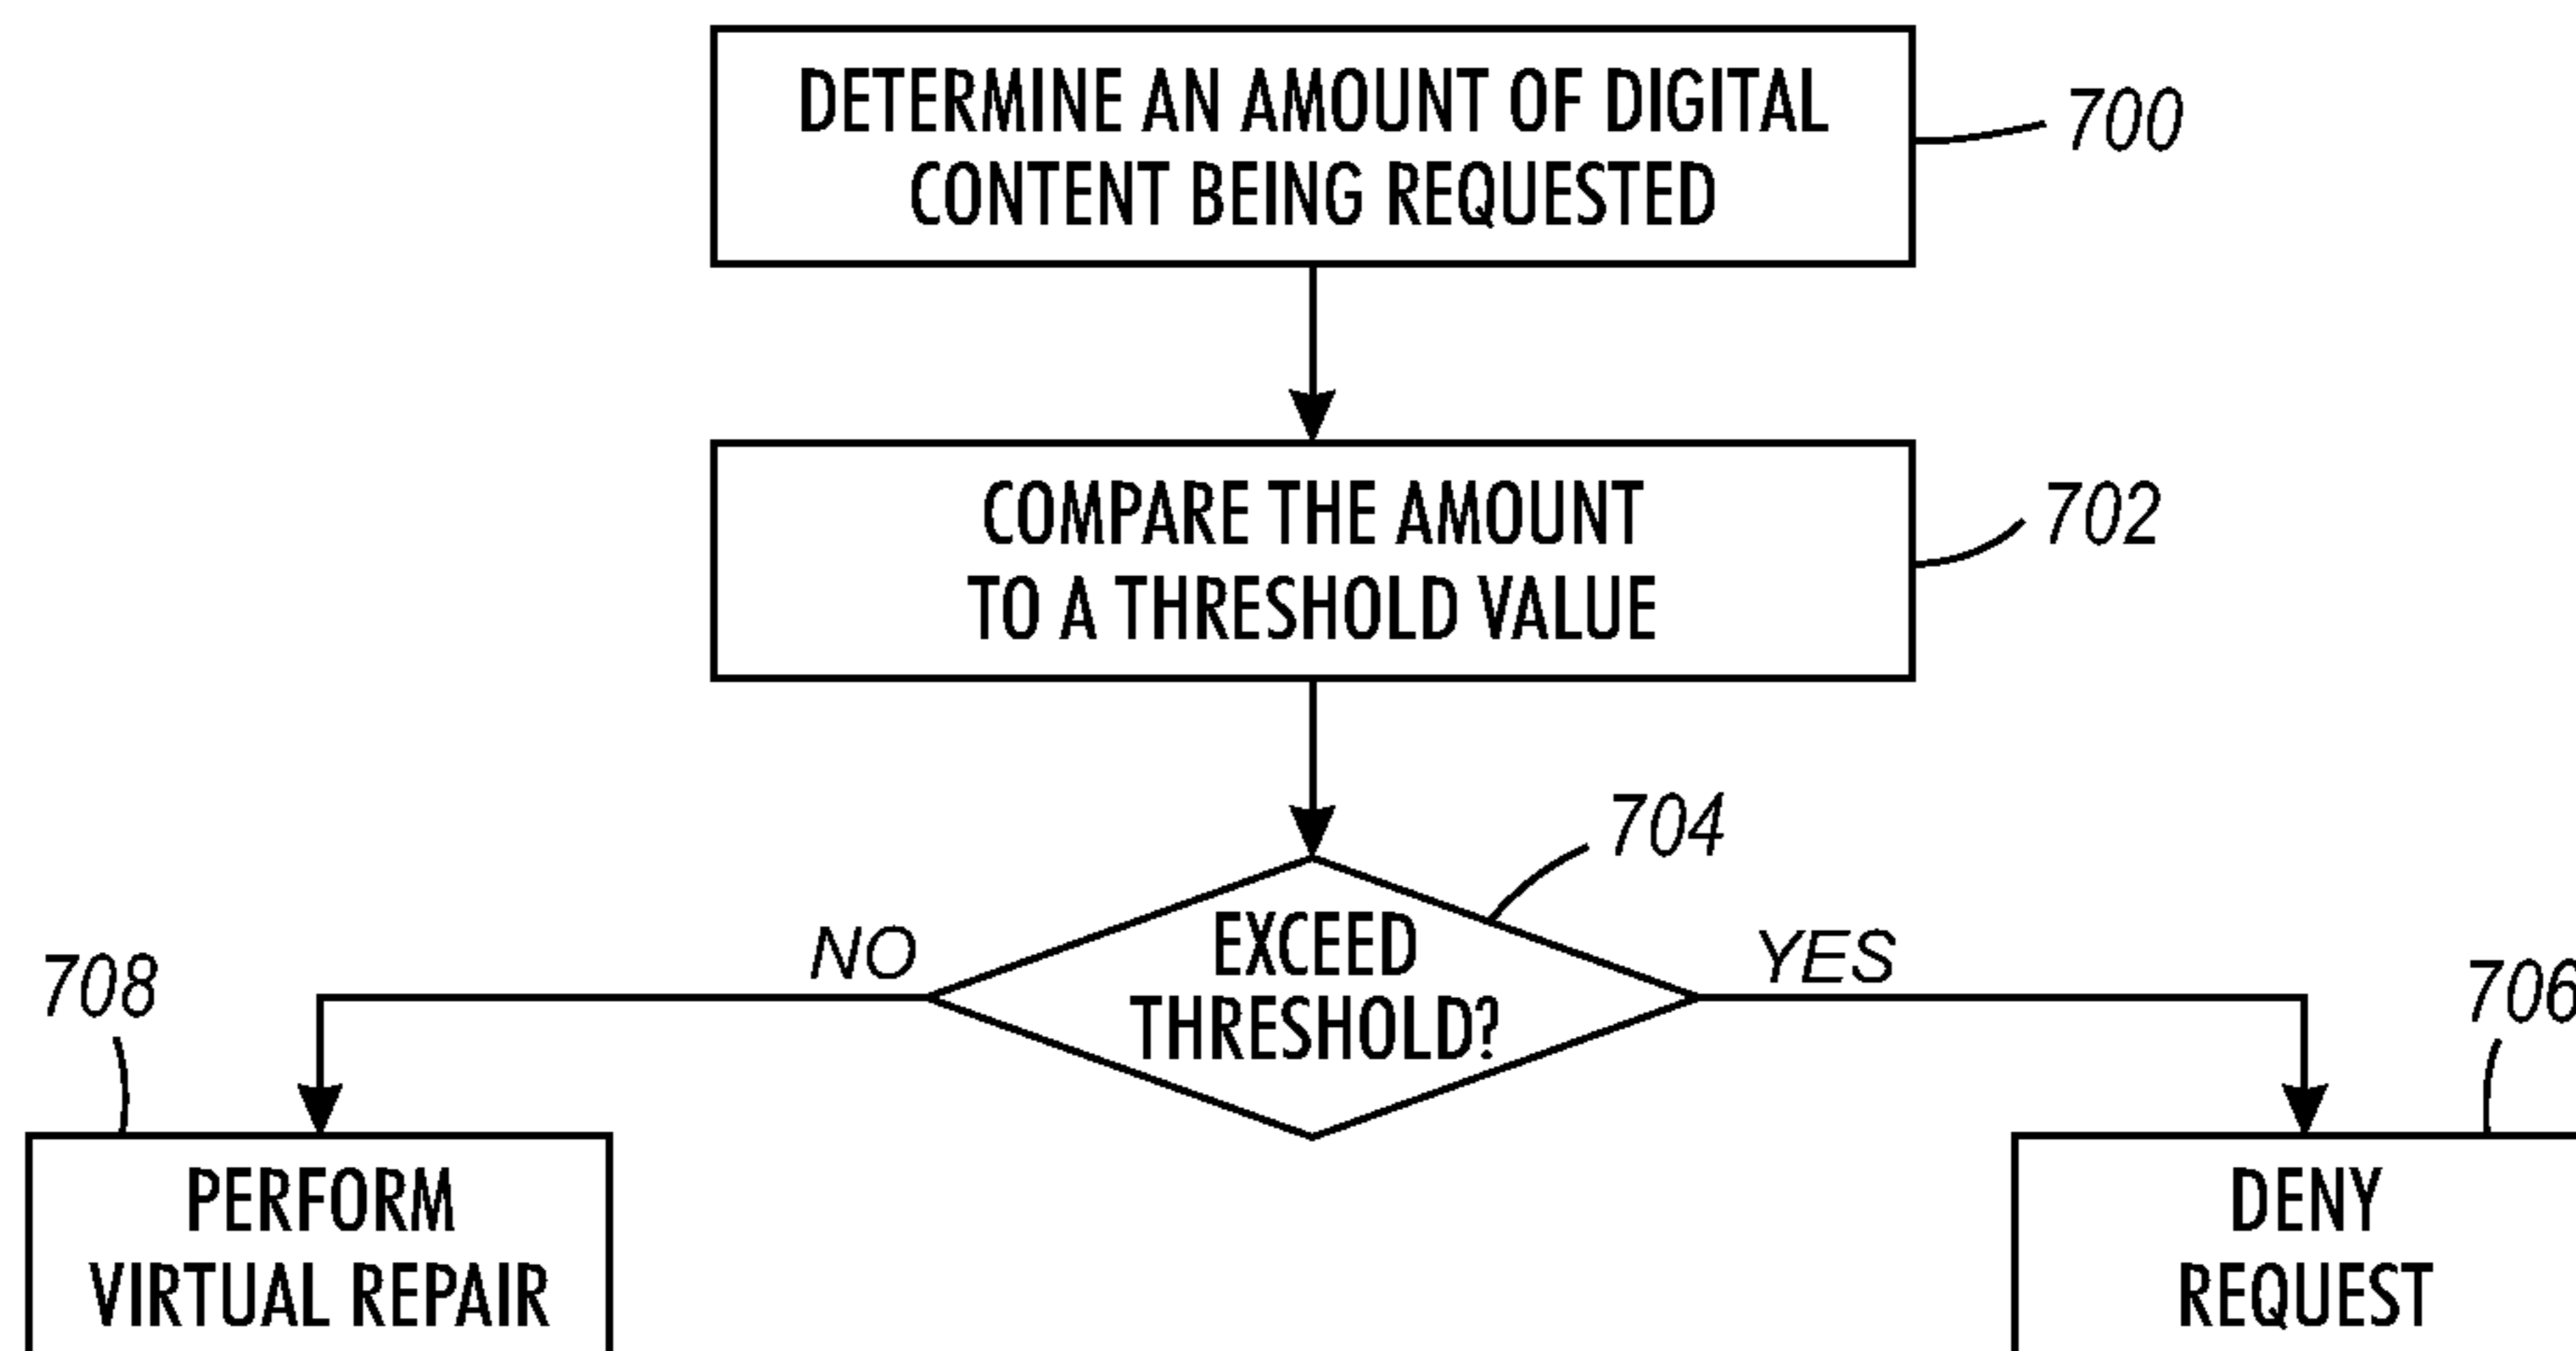 DETERMINE AN AMOUNT OF DIGITAL
CONTENT BEING REQUESTED
700
COMPARE THE AMOUNT
TO A THRESHOLD VALUE
702
704
EXCEED
THRESHOLD?
NO
YES
708
706
PERFORM
VIRTUAL REPAIR
DENY
REQUEST